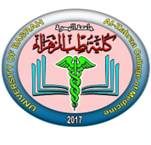 جامعة البصرة
كلية طب الزهراء
UNIVERSITY OF BASRAH
Al-Zahraa College of Medicine
2017